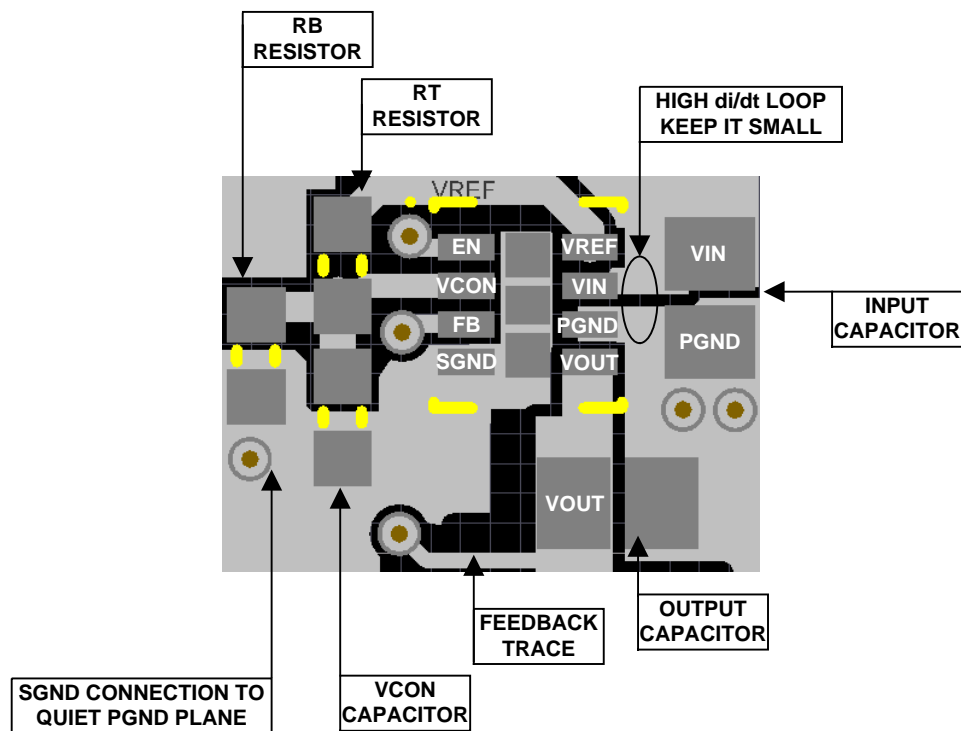 RB
RESISTOR
RT
RESISTOR
HIGH di/dt LOOP
KEEP IT SMALL
VREF
EN
VREF
VIN
VCON
VIN
INPUT
CAPACITOR
FB
PGND
PGND
SGND
VOUT
VOUT
FEEDBACK
TRACE
OUTPUT
CAPACITOR
SGND CONNECTION TO
QUIET PGND PLANE
VCON
CAPACITOR